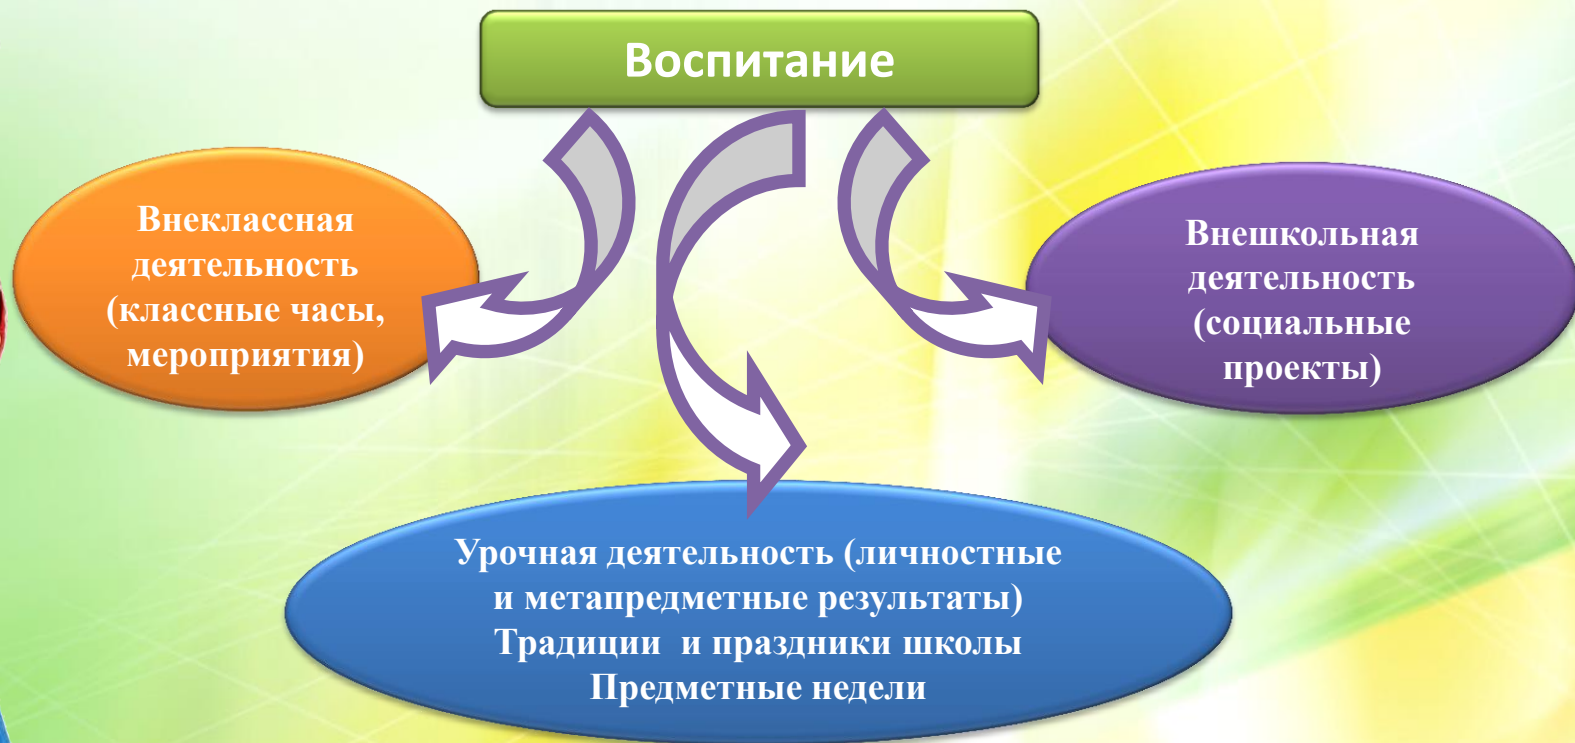 Воспитание
Внеклассная
деятельность
(классные часы,
мероприятия)
Внешкольная
деятельность
(социальные
проекты)
Урочная деятельность (личностные
и метапредметные результаты)
Традиции и праздники школы
Предметные недели